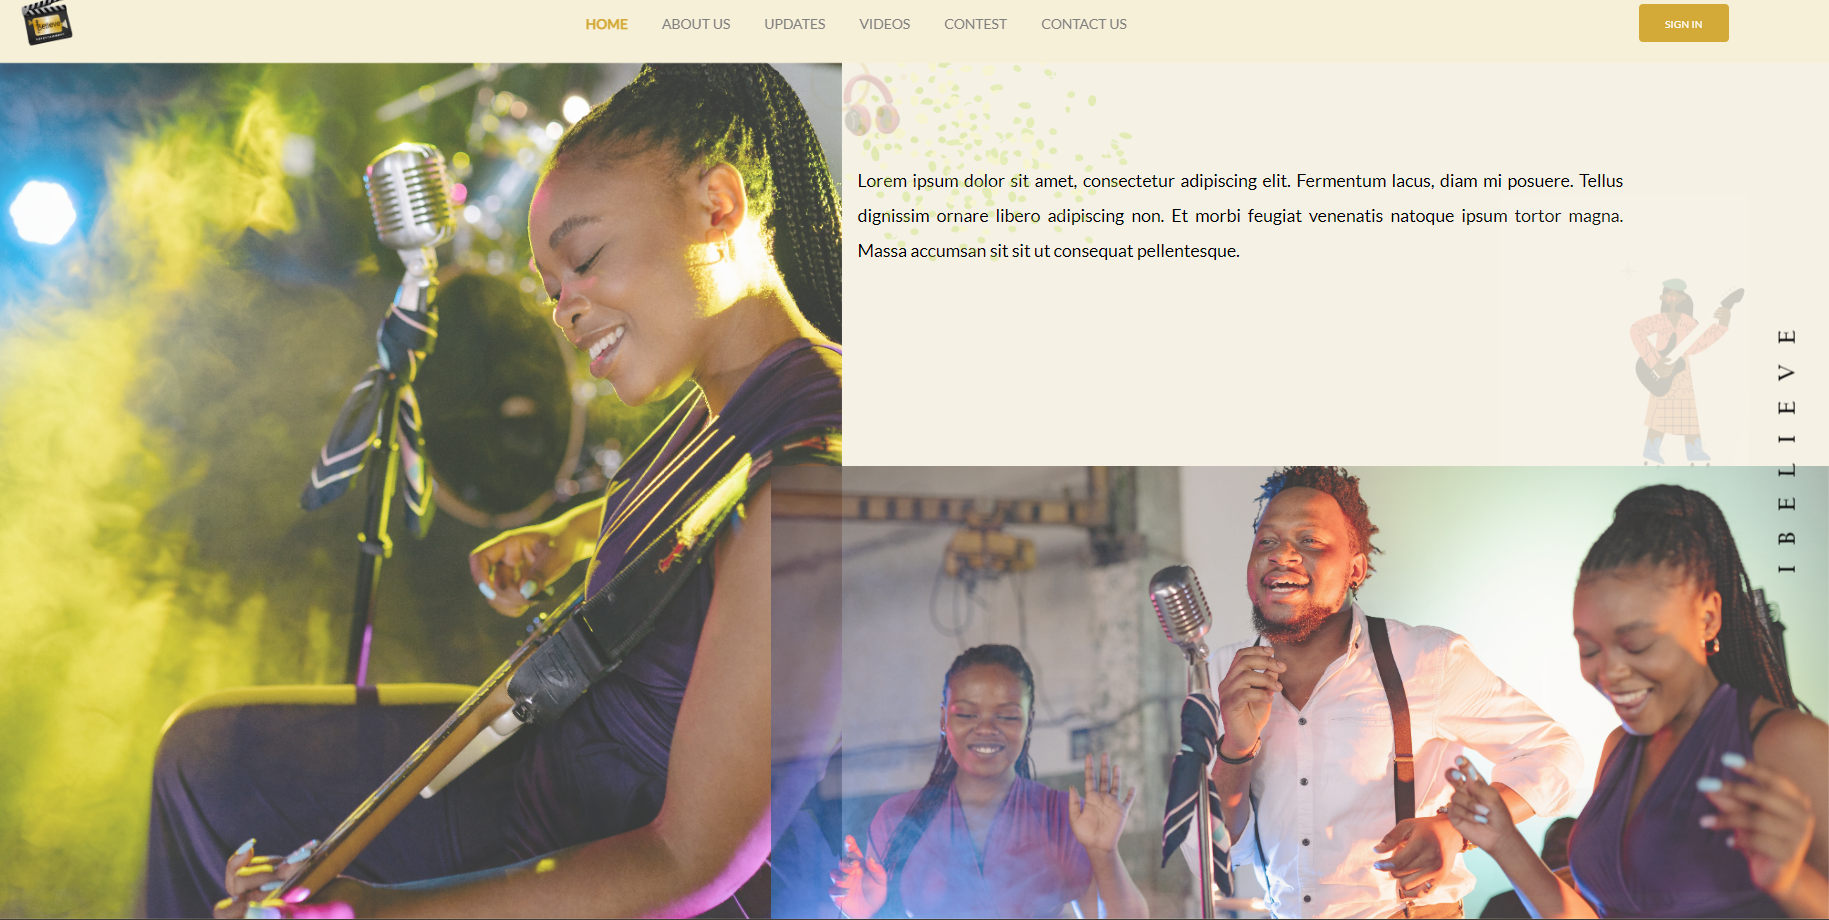 believe
HOME ABOUT US UPDATES VIDEOS CONTEST CONTACT US
SIGN IN
Lorem ipsum dolor sit amet, consectetur adipiscing elit. Fermentum lacus, diam mi posuere. Tellus
dignissim ornare libero adipiscing non. Et morbi feugiat venenatis natoque ipsum tortor magna.
Massa accumsan sit sit ut consequat pellentesque.
I BELIEVE